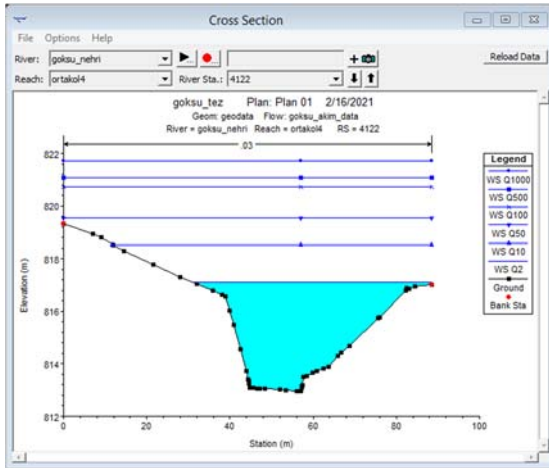 Cross Section
File Options Help
River: goksu_nehri
Reload Data
Reach: ortakol4 River Sta.: 4122
goksu_tez Plan: Plan 01 2/16/2021
Geom: geodata Flow: goksu_akim_data
River = goksu_nehri Reach = ortakol4 RS = 4122
.03
Legend
WS Q1000
WS Q500
WS Q100
WS Q50
WS Q10
WS Q2
Ground
Bank Sta
Elevation (m)
822
820
818
816
814
812
0 20 40 60 80 100
Station (m)